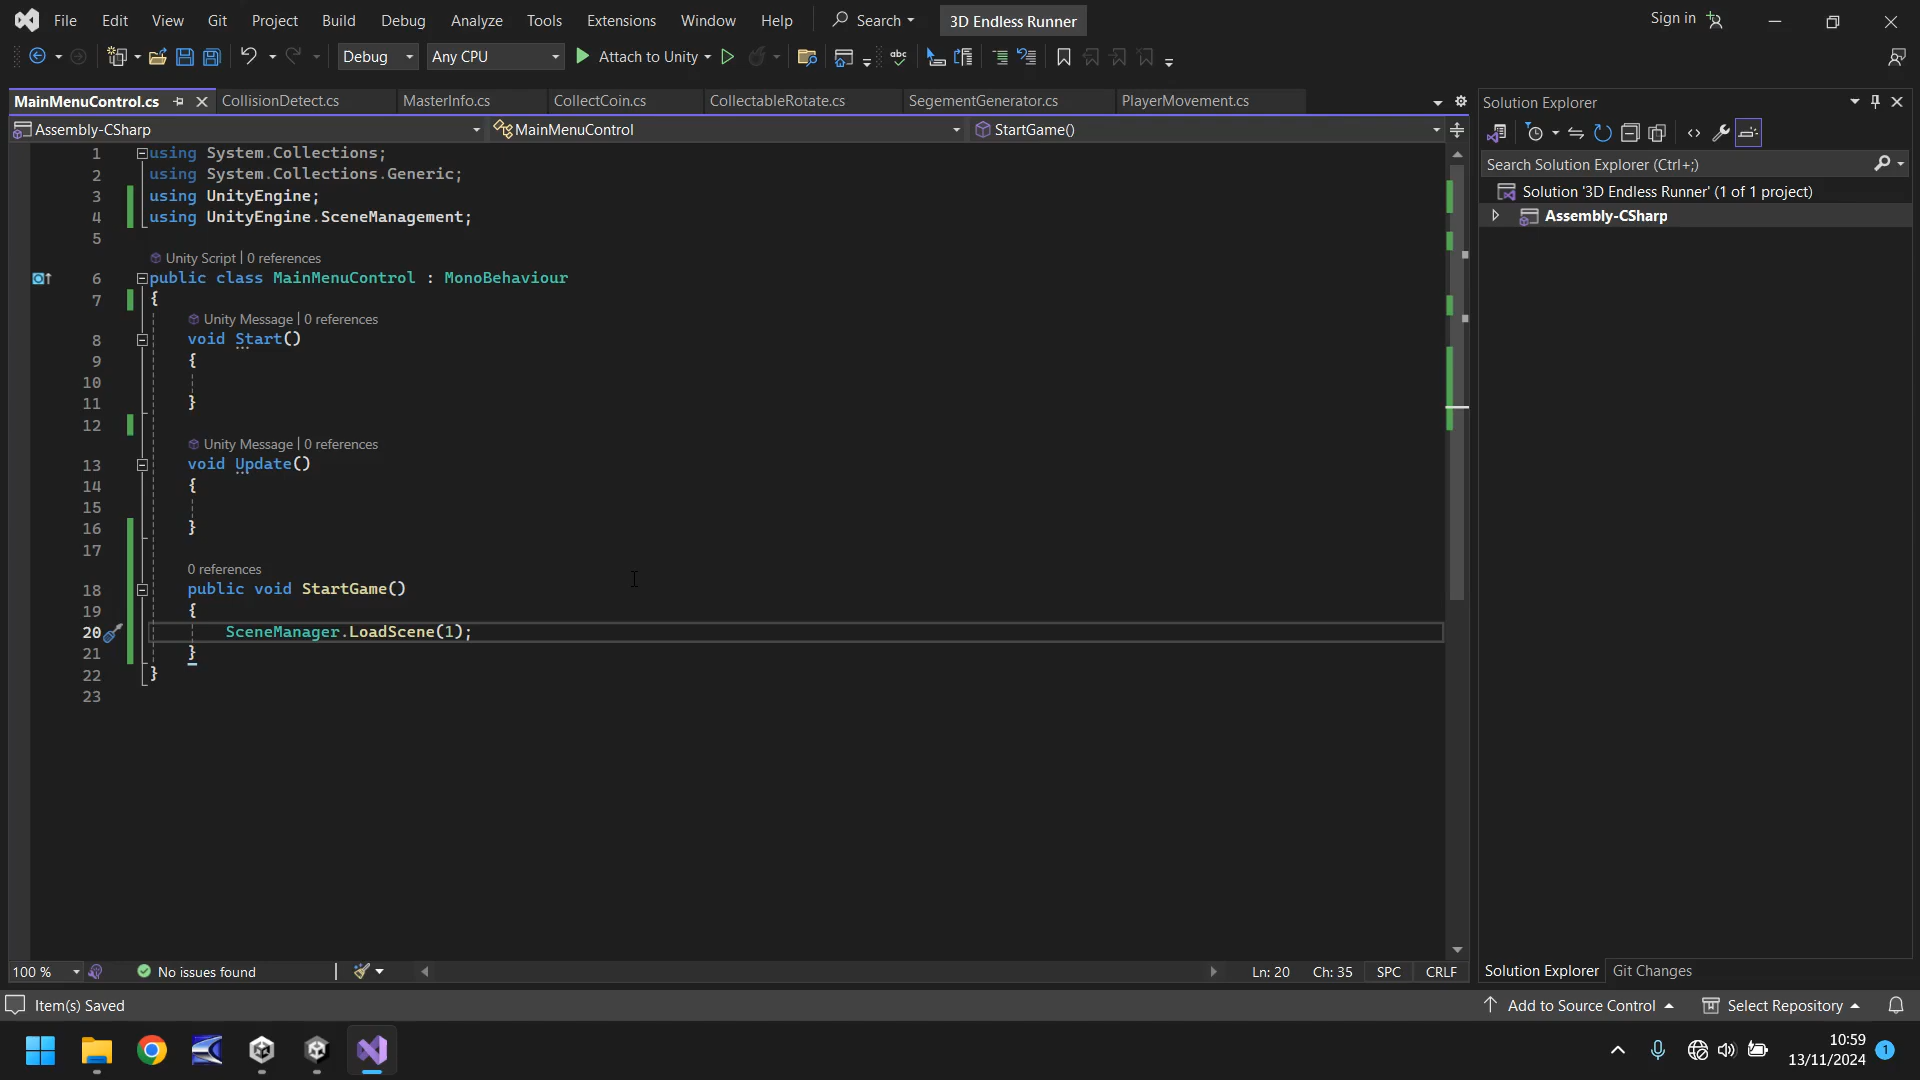 File Edit View Git Project Build Debug Analyze Tools Extensions Window Help Search 3D Endless Runner Sign in
Debug Any CPU Attach to Unity
MainMenuControl.cs CollisionDetect.cs MasterInfo.cs CollectCoin.cs CollectableRotate.cs SegementGenerator.cs PlayerMovement.cs
Assembly-CSharp MainMenuControl StartGame()
1 using System.Collections;
2 using System.Collections.Generic;
3 using UnityEngine;
4 using UnityEngine.SceneManagement;
5
Unity Script | 0 references
6 public class MainMenuControl : MonoBehaviour
7 {
Unity Message | 0 references
8 void Start()
9 {
10
11 }
12
Unity Message | 0 references
13 void Update()
14 {
15
16 }
17
0 references
18 public void StartGame()
19 {
20 SceneManager.LoadScene(1);
21 }
22 }
23
100 % No issues found Ln: 20 Ch: 35 SPC CRLF
Solution Explorer
Search Solution Explorer (Ctrl+;)
Solution '3D Endless Runner' (1 of 1 project)
Assembly-CSharp
Solution Explorer Git Changes
Item(s) Saved Add to Source Control Select Repository
10:59
13/11/2024 1